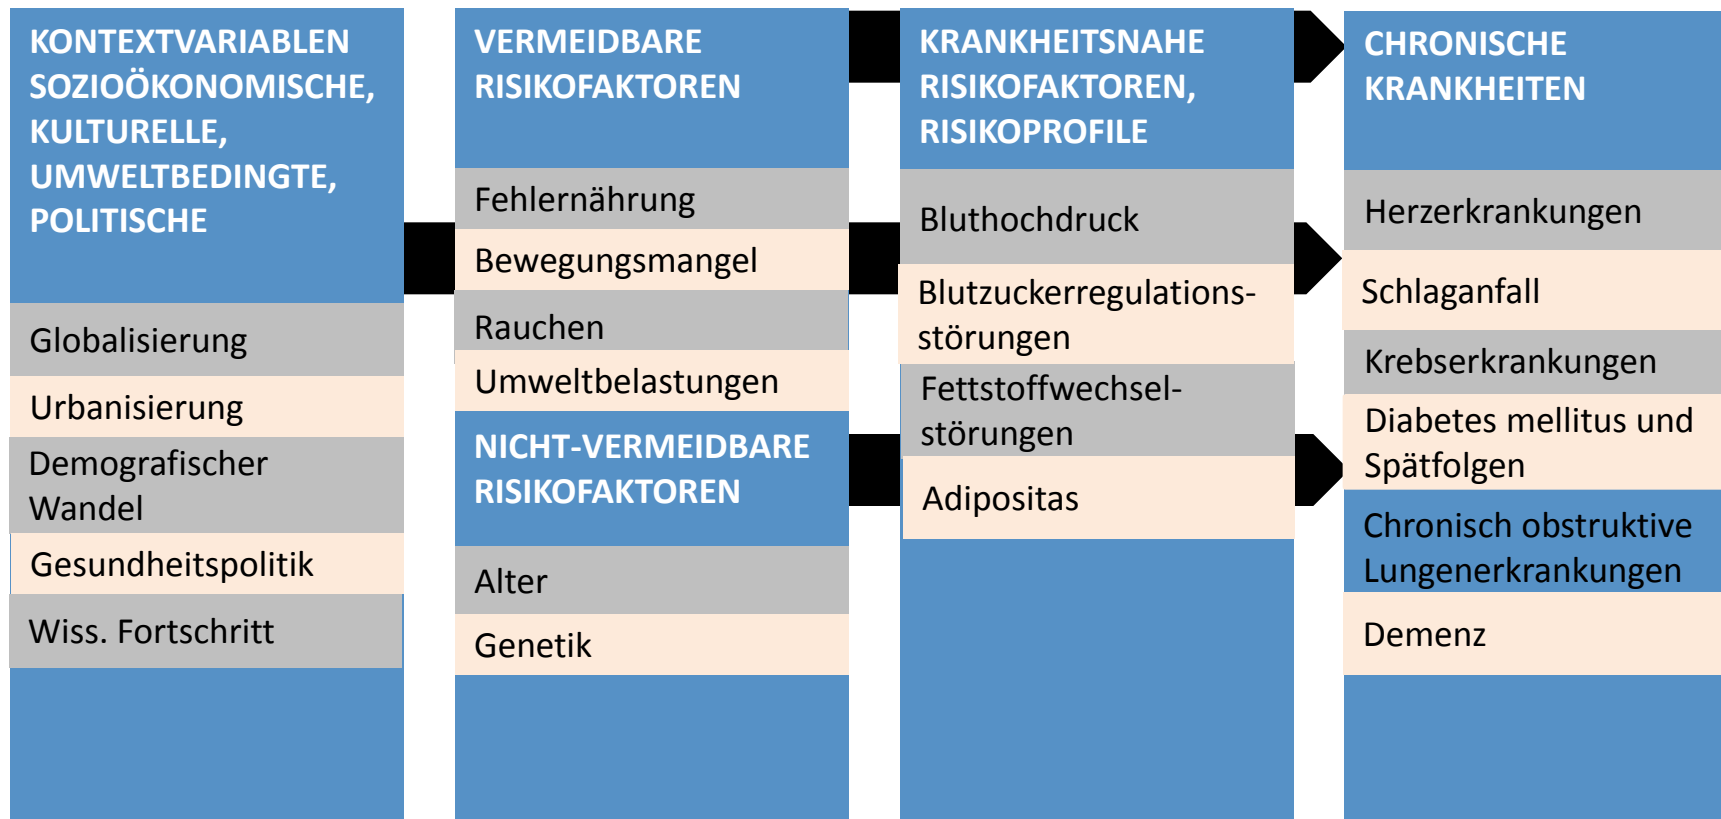 KONTEXTVARIABLEN
SOZIOÖKONOMISCHE,
KULTURELLE,
UMWELTBEDINGTE,
POLITISCHE
Globalisierung
Urbanisierung
Demografischer
Wandel
Gesundheitspolitik
Wiss. Fortschritt
VERMEIDBARE
RISIKOFAKTOREN
Fehlernährung
Bewegungsmangel
Rauchen
Umweltbelastungen
NICHT-VERMEIDBARE
RISIKOFAKTOREN
Alter
Genetik
KRANKHEITSNAHE
RISIKOFAKTOREN,
RISIKOPROFILE
Bluthochdruck
Blutzuckerregulations-
störungen
Fettstoffwechsel-
störungen
Adipositas
CHRONISCHE
KRANKHEITEN
Herzerkrankungen
Schlaganfall
Krebserkrankungen
Diabetes mellitus und
Spätfolgen
Chronisch obstruktive
Lungenerkrankungen
Demenz